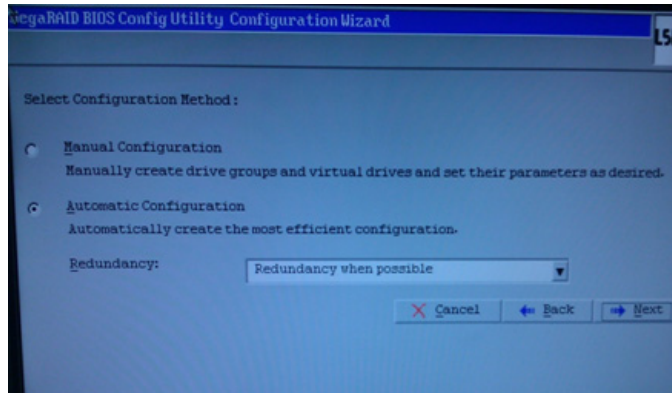 MegaRAID BIOS Config Utility Configuration Wizard
LS
Select Configuration Method:
Manual Configuration
Manually create drive groups and virtual drives and set their parameters as desired.
Automatic Configuration
Automatically create the most efficient configuration.
Redundancy:
Redundancy when possible
Cancel
Back
Next